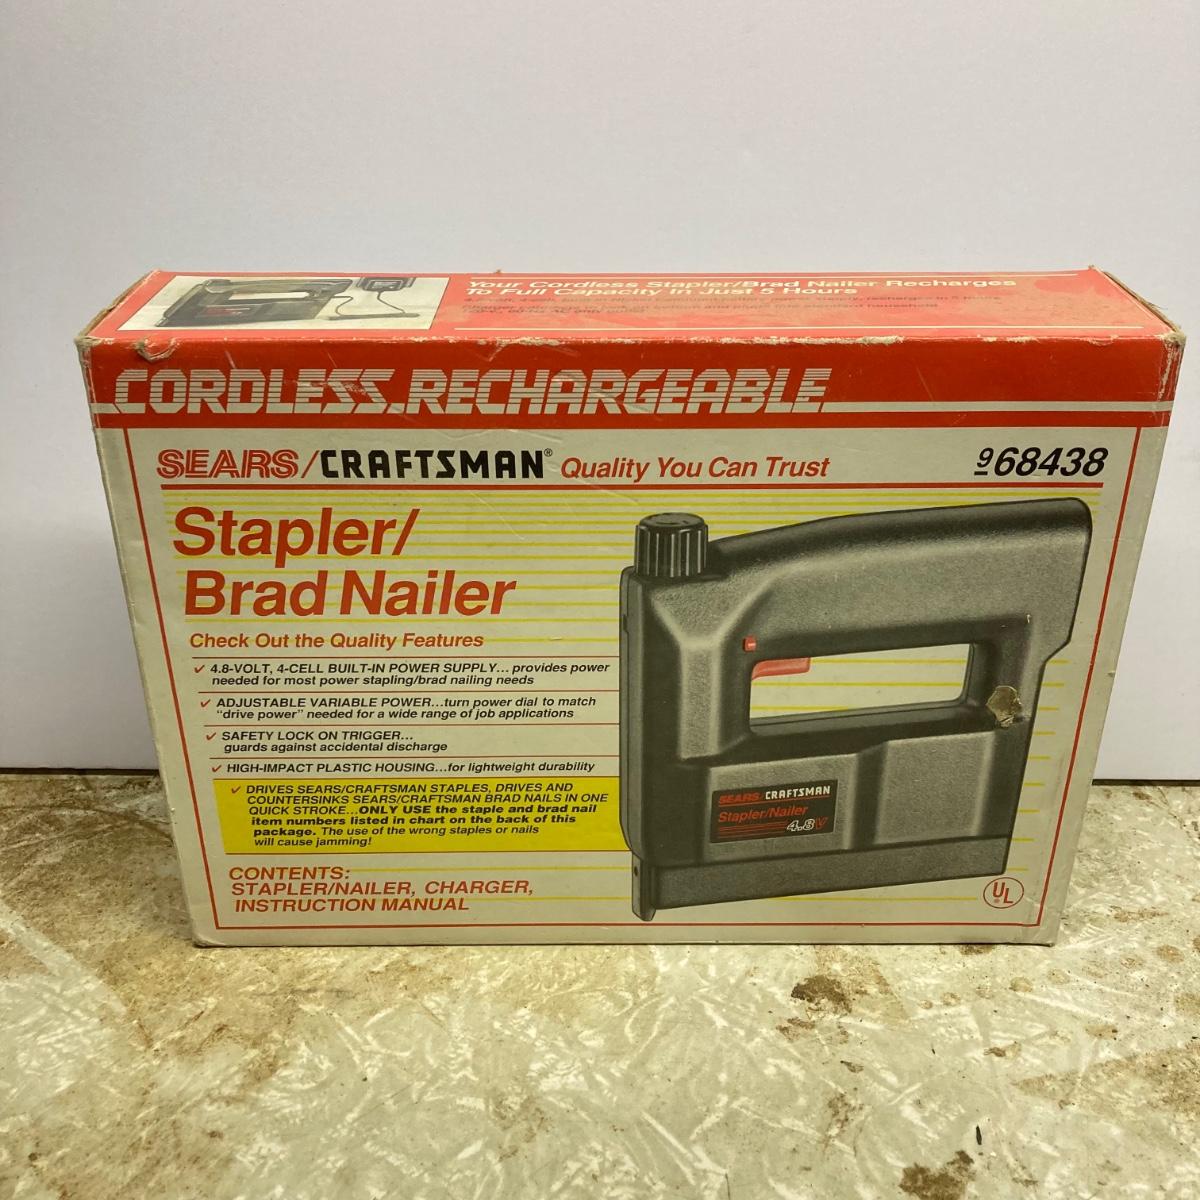 Your Cordless Stapler/Brad Nailer Recharges
To Full Capacity In Just 5 Hours
CORDLESS, RECHARGEABLE
SEARS/CRAFTSMAN® Quality You Can Trust
968438
Stapler/
Brad Nailer
Check Out the Quality Features
✓ 4.8-VOLT, 4-CELL BUILT-IN POWER SUPPLY... provides power
needed for most power stapling/brad nailing needs
✓ ADJUSTABLE VARIABLE POWER...turn power dial to match
"drive power" needed for a wide range of job applications
✓ SAFETY LOCK ON TRIGGER...
guards against accidental discharge
✓ HIGH-IMPACT PLASTIC HOUSING...for lightweight durability
✓ DRIVES SEARS/CRAFTSMAN STAPLES, DRIVES AND
COUNTERSINKS SEARS/CRAFTSMAN BRAD NAILS IN ONE
QUICK STROKE...ONLY USE the staple and brad nail
item numbers listed in chart on the back of this
package. The use of the wrong staples or nails
will cause jamming!
CONTENTS:
STAPLER/NAILER, CHARGER,
INSTRUCTION MANUAL
SEARS/CRAFTSMAN
Stapler/Nailer
4.8V
UL